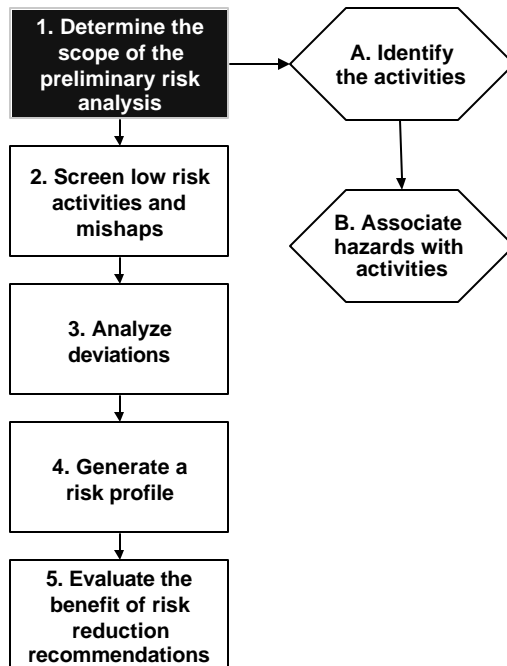 1. Determine the
scope of the
preliminary risk
analysis
A. Identify
the activities
2. Screen low risk
activities and
mishaps
B. Associate
hazards with
activities
3. Analyze
deviations
4. Generate a
risk profile
5. Evaluate the
benefit of risk
reduction
recommendations